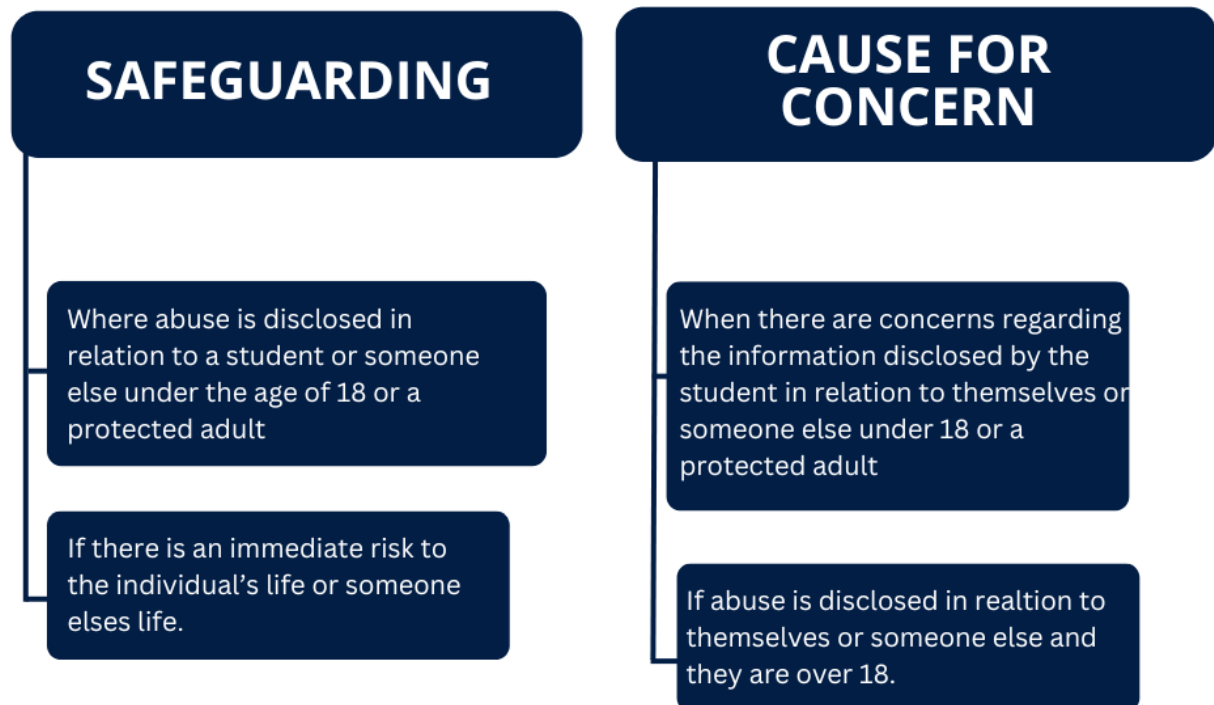 SAFEGUARDING
Where abuse is disclosed in
relation to a student or someone
else under the age of 18 or a
protected adult
If there is an immediate risk to
the individual’s life or someone
elses life.
CAUSE FOR
CONCERN
When there are concerns regarding
the information disclosed by the
student in relation to themselves or
someone else under 18 or a
protected adult
If abuse is disclosed in realtion to
themselves or someone else and
they are over 18.